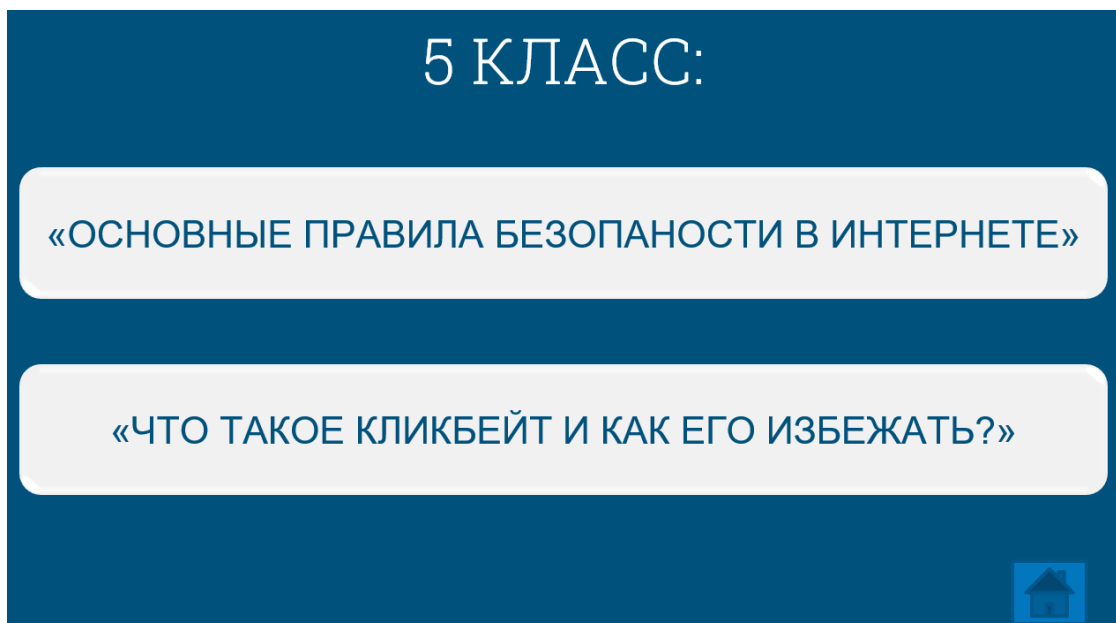 5 КЛАСС:
«ОСНОВНЫЕ ПРАВИЛА БЕЗОПАНОСТИ В ИНТЕРНЕТЕ»
«ЧТО ТАКОЕ КЛИКБЕЙТ И КАК ЕГО ИЗБЕЖАТЬ?»